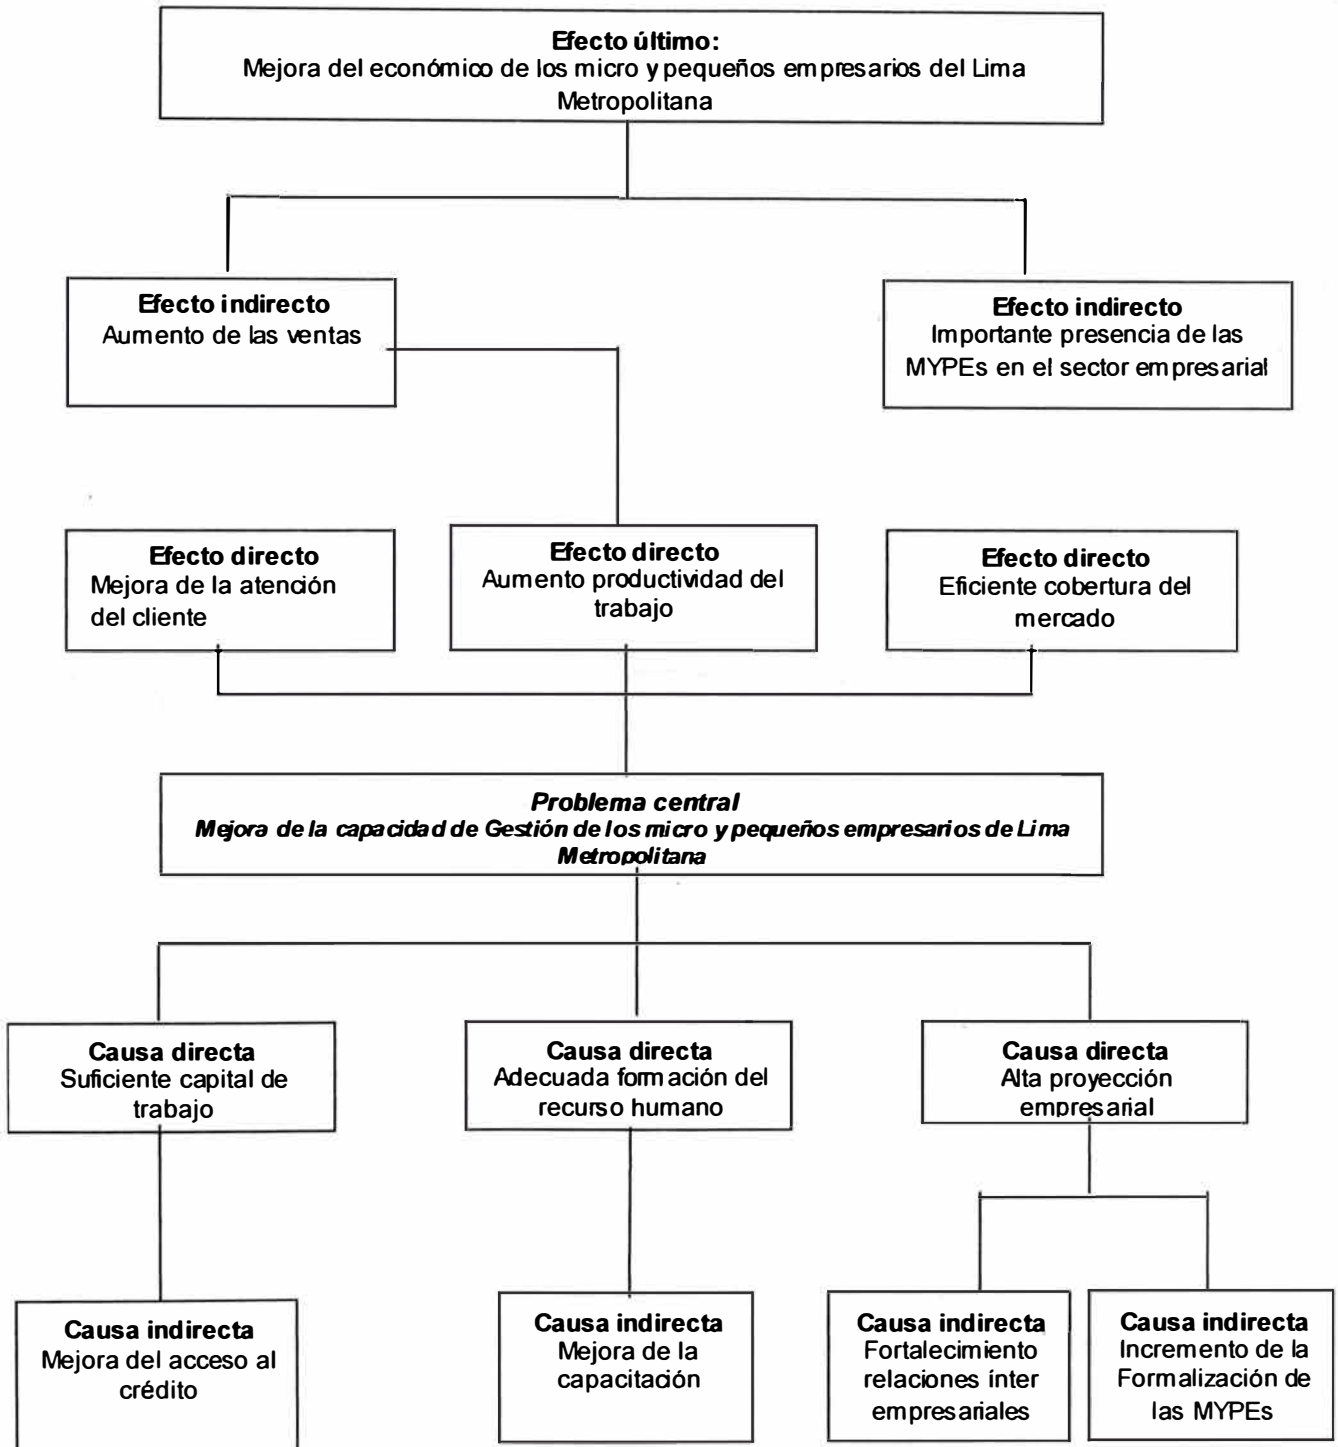 Efecto último:
Mejora del económico de los micro y pequeños empresarios del Lima
Metropolitana
Efecto indirecto
Aumento de las ventas
Efecto indirecto
Importante presencia de las
MYPEs en el sector empresarial
Efecto directo
Mejora de la atención
del cliente
Efecto directo
Aumento productividad del
trabajo
Efecto directo
Eficiente cobertura del
mercado
Problema central
Mejora de la capacidad de Gestión de los micro y pequeños empresarios de Lima
Metropolitana
Causa directa
Suficiente capital de
trabajo
Causa directa
Adecuada formación del
recurso humano
Causa directa
Alta proyección
empresarial
Causa indirecta
Mejora del acceso al
crédito
Causa indirecta
Mejora de la
capacitación
Causa indirecta
Fortalecimiento
relaciones ínter
empresariales
Causa indirecta
Incremento de la
Formalización de
las MYPEs